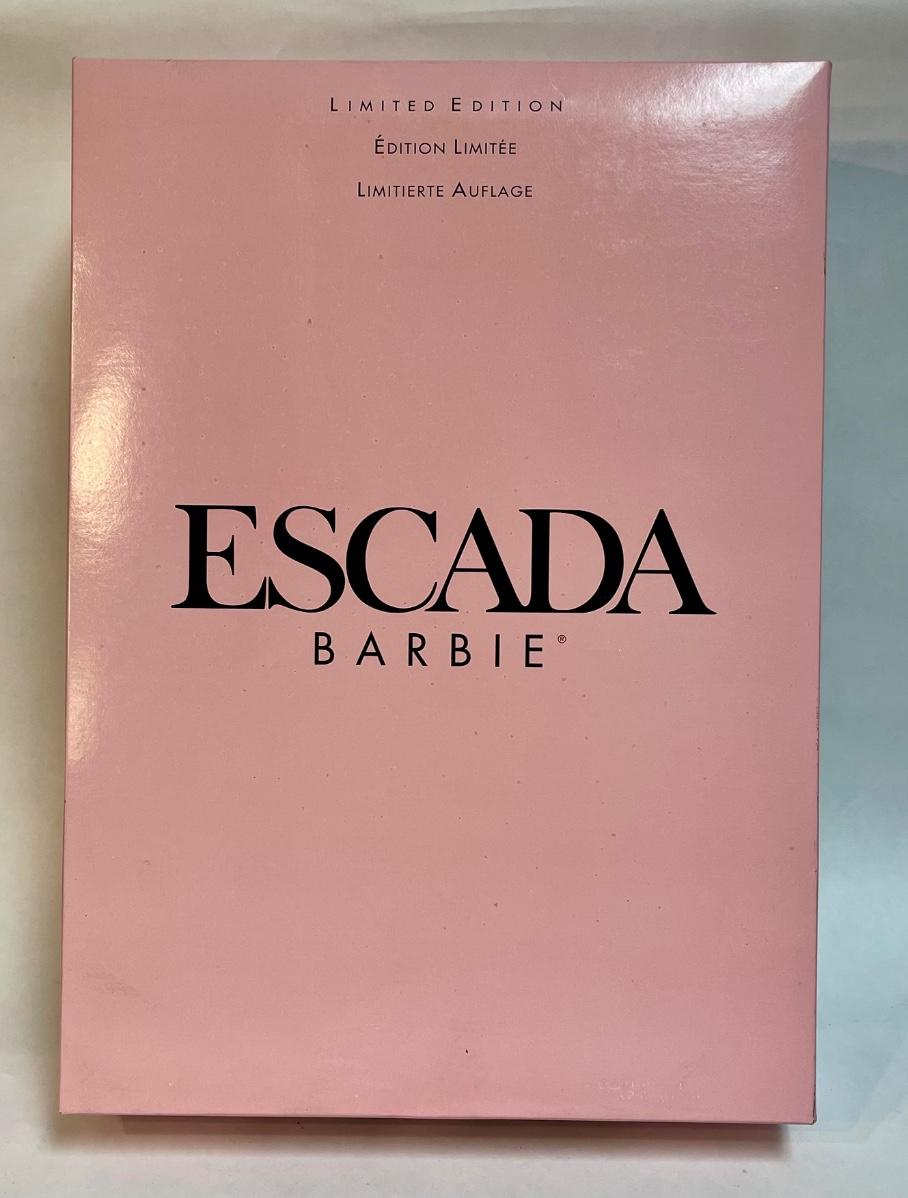 LIMITED EDITION
ÉDITION LIMITÉE
LIMITIERTE AUFLAGE
ESCADA
BARBIE®